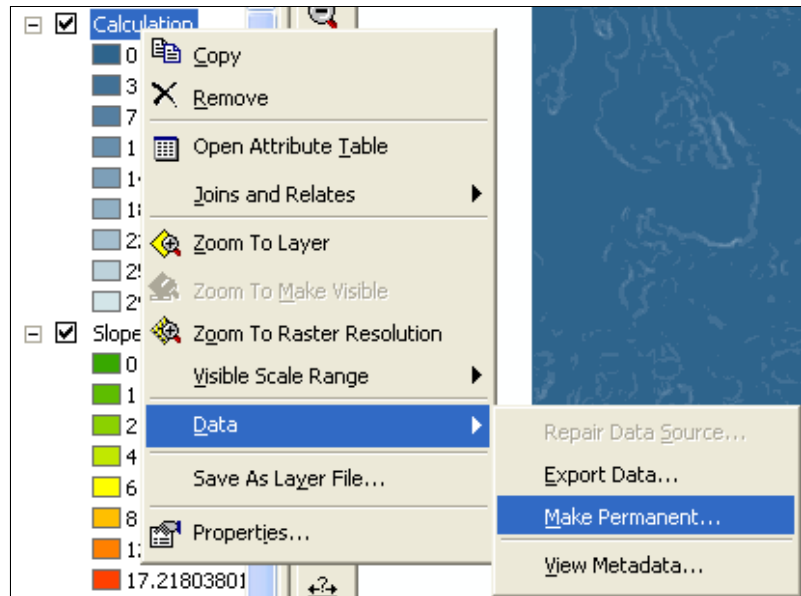 Calculation
0
3
7
1
1
Copy
Remove
Open Attribute Table
Joins and Relates
Zoom To Layer
Zoom To Make Visible
Zoom To Raster Resolution
Visible Scale Range
Data
Save As Layer File...
Properties...
Repair Data Source...
Export Data...
Make Permanent...
View Metadata...
Slope
0
1
2
4
6
8
17.21803801